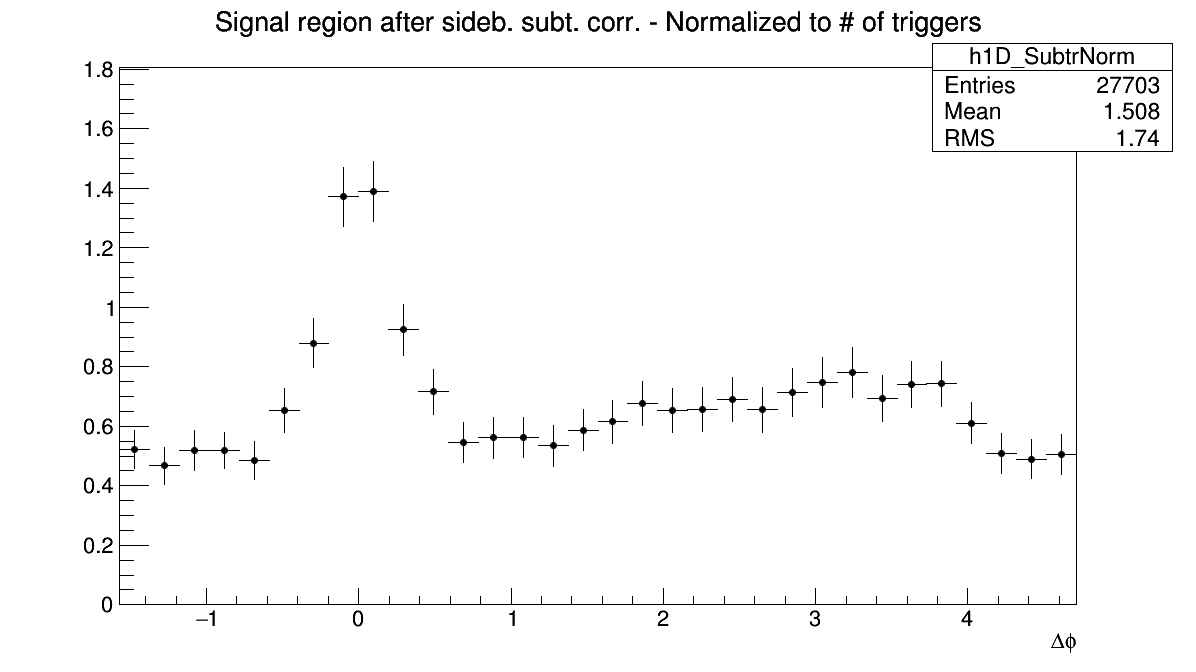 Signal region after sideb. subt. corr. - Normalized to # of triggers
h1D_SubtrNorm
Entries 27703
Mean 1.508
RMS 1.74
1.8
1.6
1.4
1.2
1
0.8
0.6
0.4
0.2
0
−1 0 1 2 3 4
Δϕ